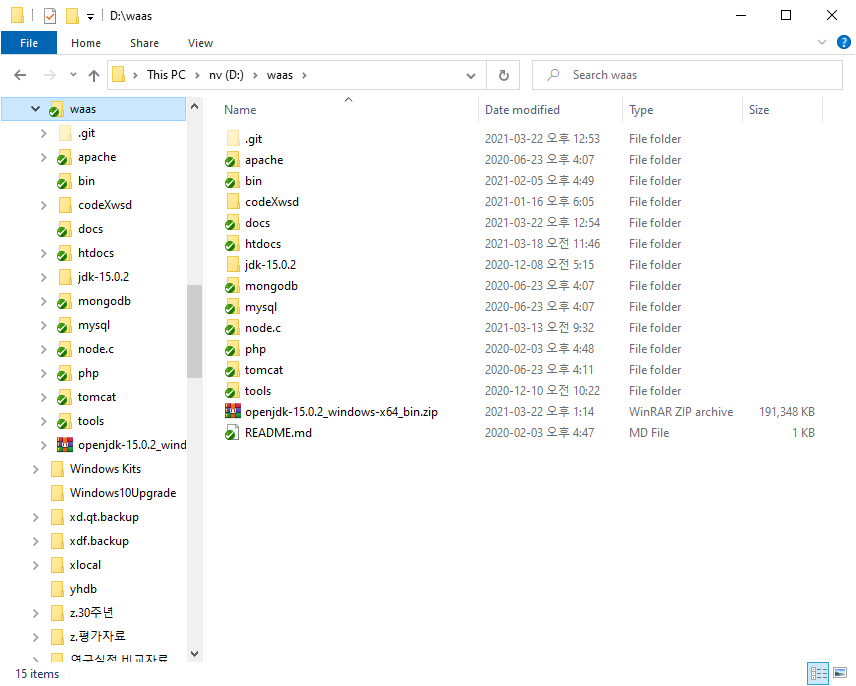 D:\waas
File Home Share View
This PC > nv (D:) > waas >
Search waas
waas
.git
apache
bin
codeXwsd
docs
htdocs
jdk-15.0.2
mongodb
mysql
node.c
php
tomcat
tools
openjdk-15.0.2_wind
Windows Kits
Windows10Upgrade
xd.qt.backup
xdf.backup
xlocal
yhdb
z.30주년
z.평가자료
연구실적 비교자료
Name Date modified Type Size
.git 2021-03-22 오후 12:53 File folder
apache 2020-06-23 오후 4:07 File folder
bin 2021-02-05 오후 4:49 File folder
codeXwsd 2021-01-16 오후 6:05 File folder
docs 2021-03-22 오후 12:54 File folder
htdocs 2021-03-18 오전 11:46 File folder
jdk-15.0.2 2020-12-08 오전 5:15 File folder
mongodb 2020-06-23 오후 4:07 File folder
mysql 2020-06-23 오후 4:07 File folder
node.c 2021-03-13 오전 9:32 File folder
php 2020-02-03 오후 4:48 File folder
tomcat 2020-06-23 오후 4:11 File folder
tools 2020-12-10 오전 10:22 File folder
openjdk-15.0.2_windows-x64_bin.zip 2021-03-22 오후 1:14 WinRAR ZIP archive 191,348 KB
README.md 2020-02-03 오후 4:47 MD File 1 KB
15 items